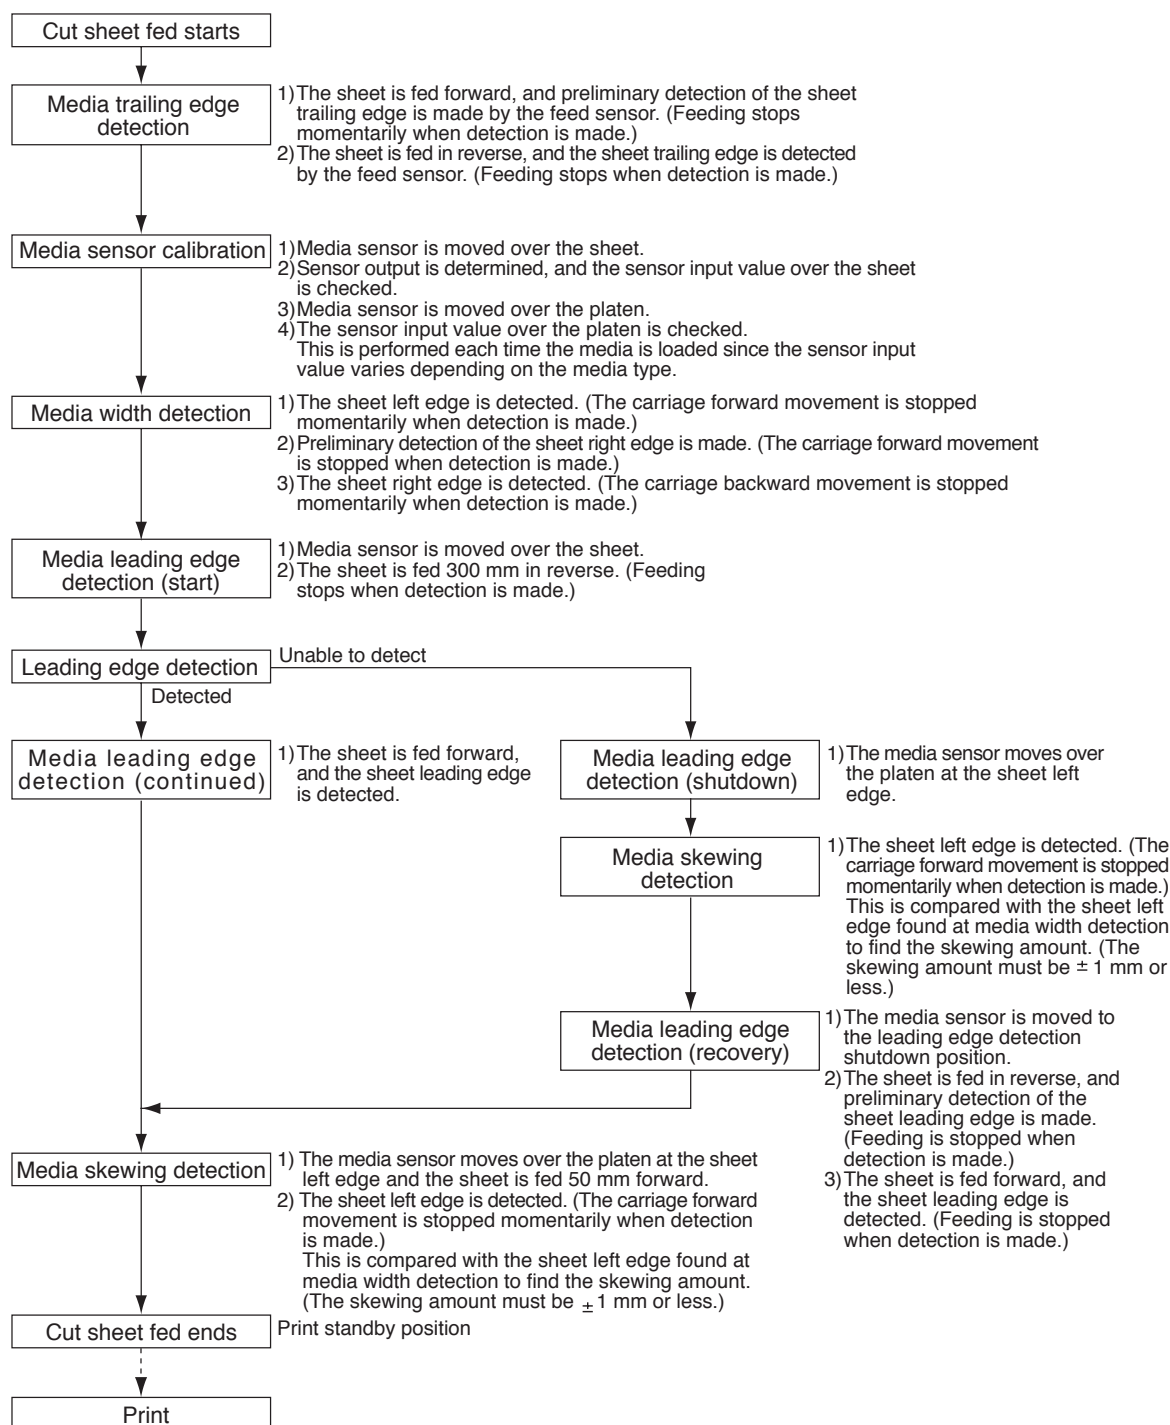 Cut sheet fed starts
Media trailing edge
detection
1)The sheet is fed forward, and preliminary detection of the sheet
trailing edge is made by the feed sensor. (Feeding stops
momentarily when detection is made.)
2)The sheet is fed in reverse, and the sheet trailing edge is detected
by the feed sensor. (Feeding stops when detection is made.)
Media sensor calibration
1)Media sensor is moved over the sheet.
2)Sensor output is determined, and the sensor input value over the sheet
is checked.
3)Media sensor is moved over the platen.
4)The sensor input value over the platen is checked.
This is performed each time the media is loaded since the sensor input
value varies depending on the media type.
Media width detection
1)The sheet left edge is detected. (The carriage forward movement is stopped
momentarily when detection is made.)
2)Preliminary detection of the sheet right edge is made. (The carriage forward movement
is stopped when detection is made.)
3)The sheet right edge is detected. (The carriage backward movement is stopped
momentarily when detection is made.)
Media leading edge
detection (start)
1)Media sensor is moved over the sheet.
2)The sheet is fed 300 mm in reverse. (Feeding
stops when detection is made.)
Leading edge detection
Unable to detect
Detected
Media leading edge
detection (continued)
1)The sheet is fed forward,
and the sheet leading edge
is detected.
Media leading edge
detection (shutdown)
1)The media sensor moves over
the platen at the sheet left
edge.
Media skewing
detection
1)The sheet left edge is detected. (The
carriage forward movement is stopped
momentarily when detection is made.)
This is compared with the sheet left
edge found at media width detection
to find the skewing amount. (The
skewing amount must be ± 1 mm or
less.)
Media leading edge
detection (recovery)
1)The media sensor is moved to
the leading edge detection
shutdown position.
2)The sheet is fed in reverse, and
preliminary detection of the
sheet leading edge is made.
(Feeding is stopped when
detection is made.)
3)The sheet is fed forward, and
the sheet leading edge is
detected. (Feeding is stopped
when detection is made.)
Media skewing detection
1) The media sensor moves over the platen at the sheet
left edge and the sheet is fed 50 mm forward.
2) The sheet left edge is detected. (The carriage forward
movement is stopped momentarily when detection
is made.)
This is compared with the sheet left edge found at
media width detection to find the skewing amount.
(The skewing amount must be ± 1 mm or less.)
Cut sheet fed ends
Print standby position
Print